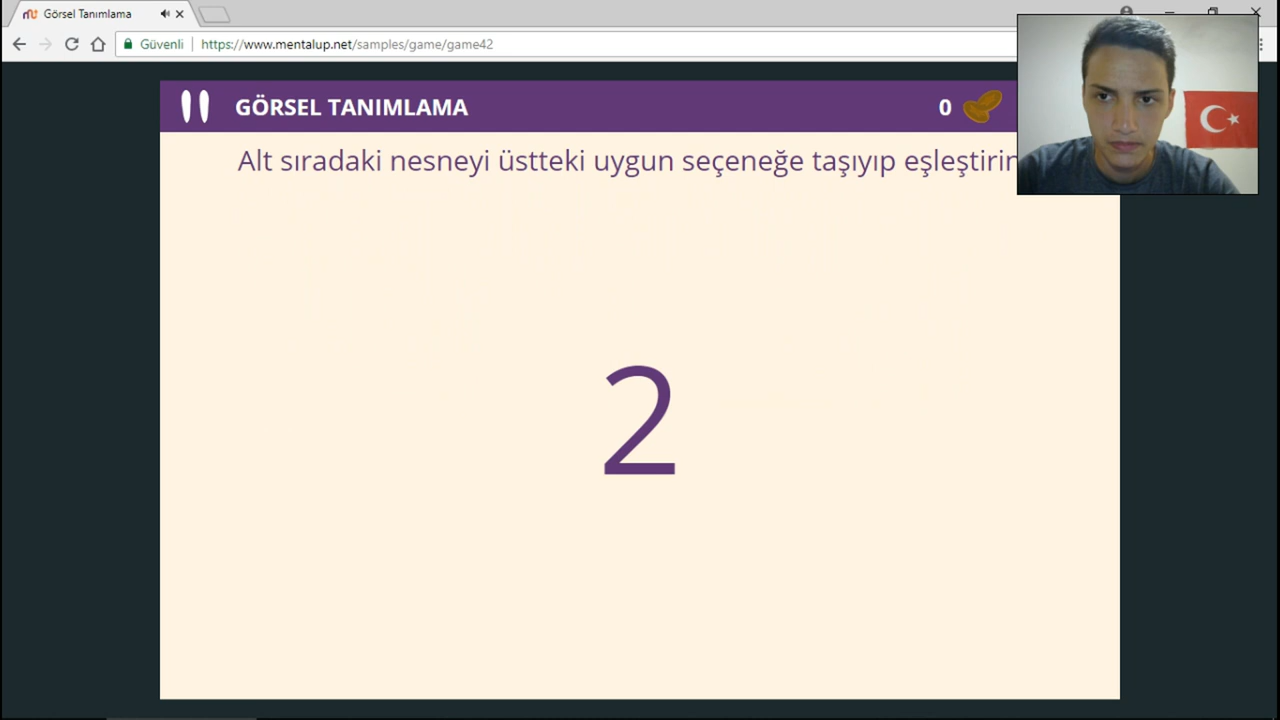 Görsel Tanımlama
Güvenli
https://www.mentalup.net/samples/game/game42
GÖRSEL TANIMLAMA
0
Alt sıradaki nesneyi üstteki uygun seçeneğe taşıyıp eşleştirin
2